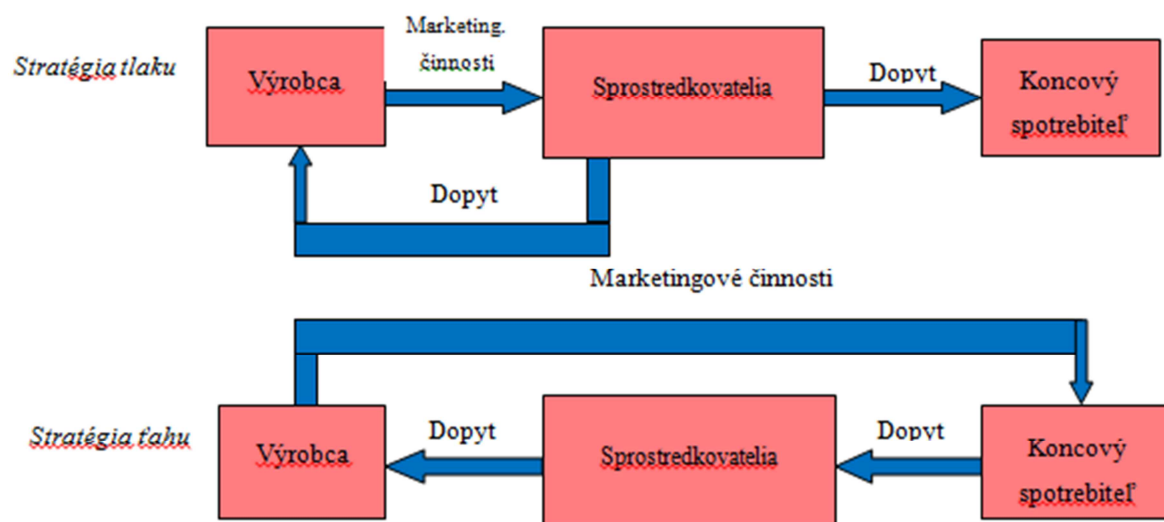 Marketing.
činnosti
Stratégia tlaku
Výrobca
Sprostredkovatelia
Dopyt
Koncový
spotrebiteľ
Dopyt
Marketingové činnosti
Stratégia ťahu
Výrobca
Dopyt
Sprostredkovatelia
Dopyt
Koncový
spotrebiteľ